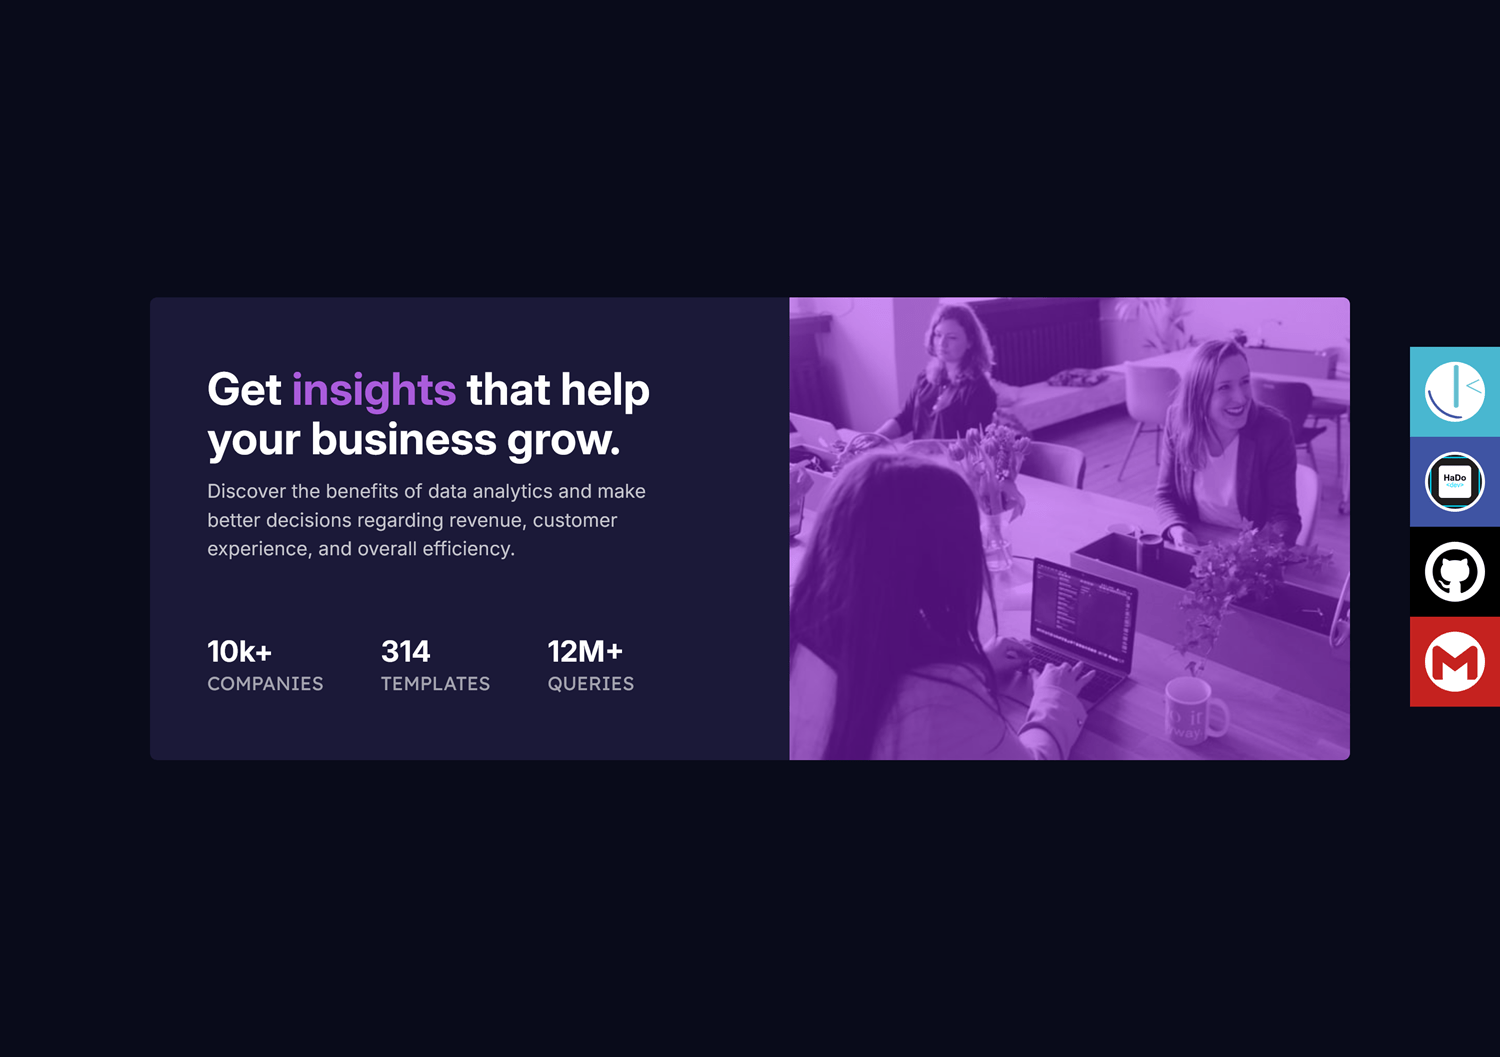 Get insights that help
your business grow.
Discover the benefits of data analytics and make
better decisions regarding revenue, customer
experience, and overall efficiency.
10k+ 314 12M+
COMPANIES TEMPLATES QUERIES
HaDo
<dev>